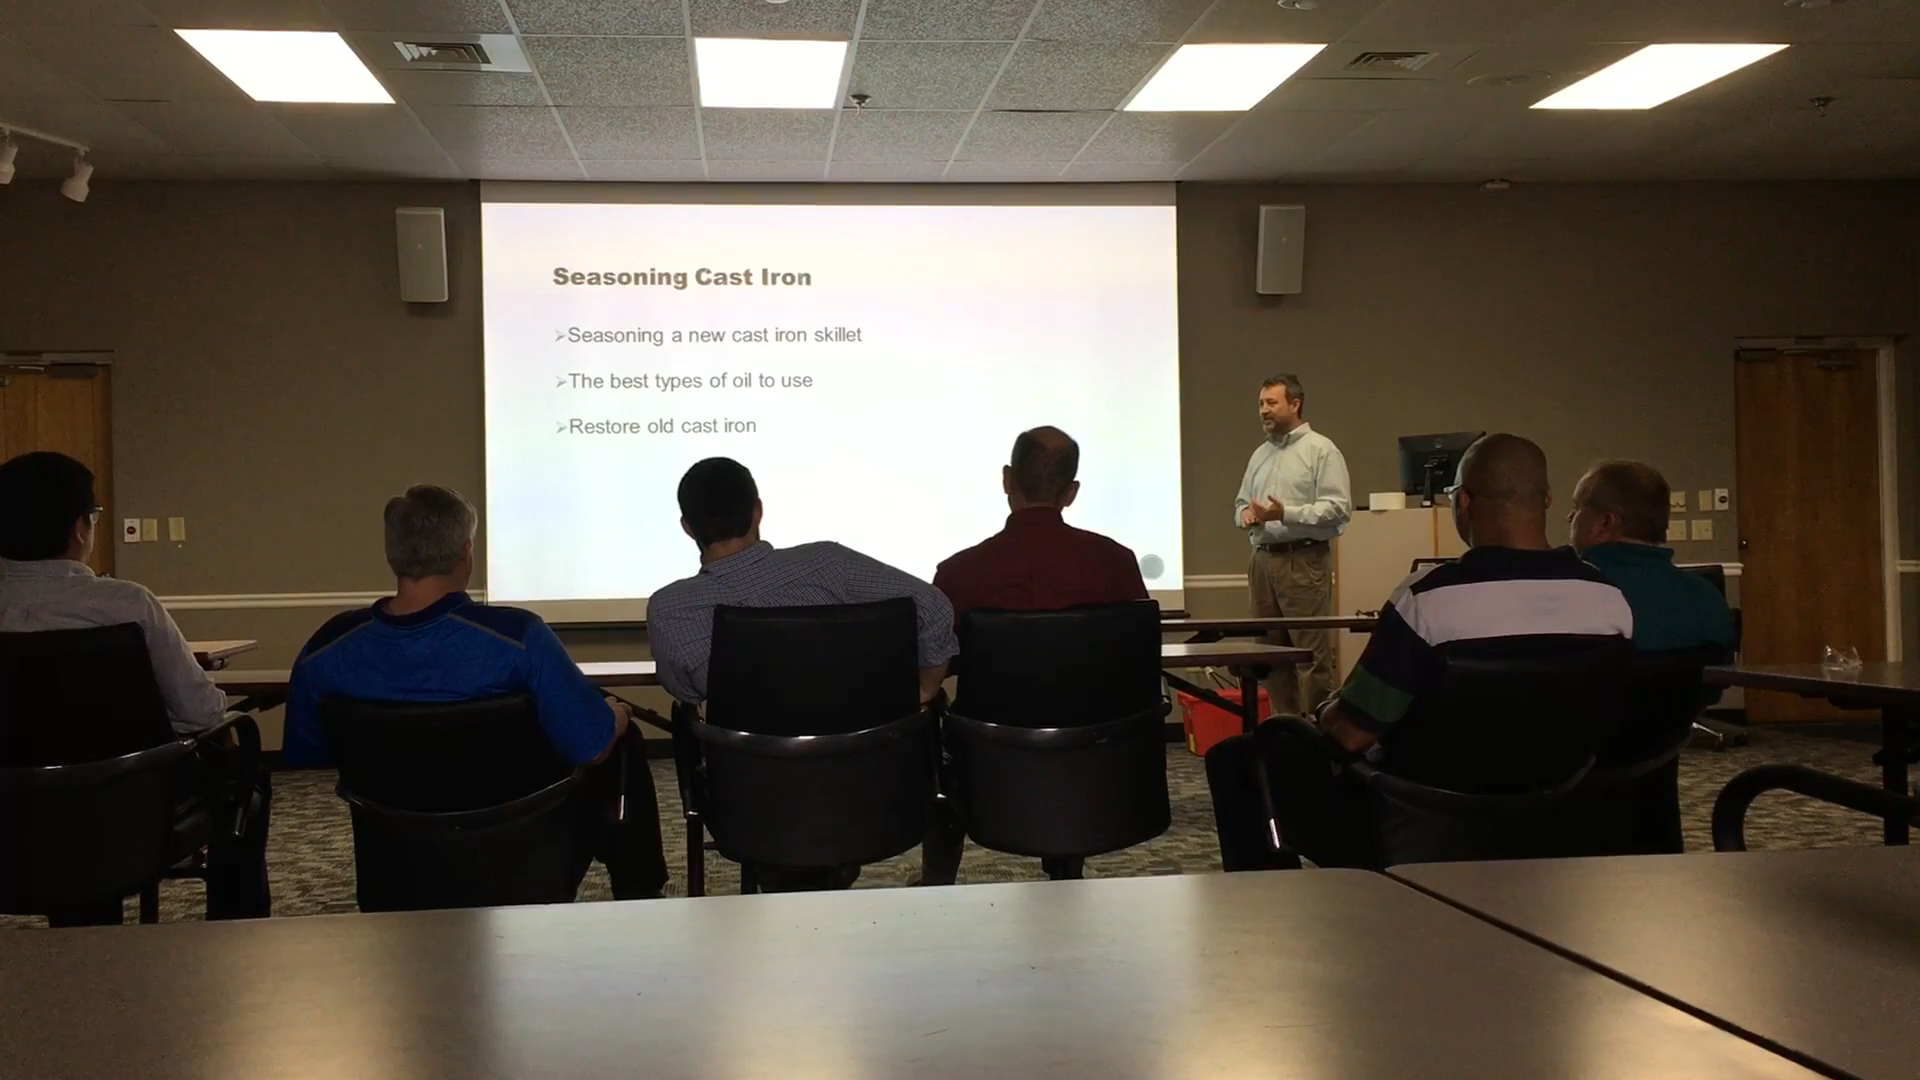 Seasoning Cast Iron
➢Seasoning a new cast iron skillet
➢The best types of oil to use
➢Restore old cast iron